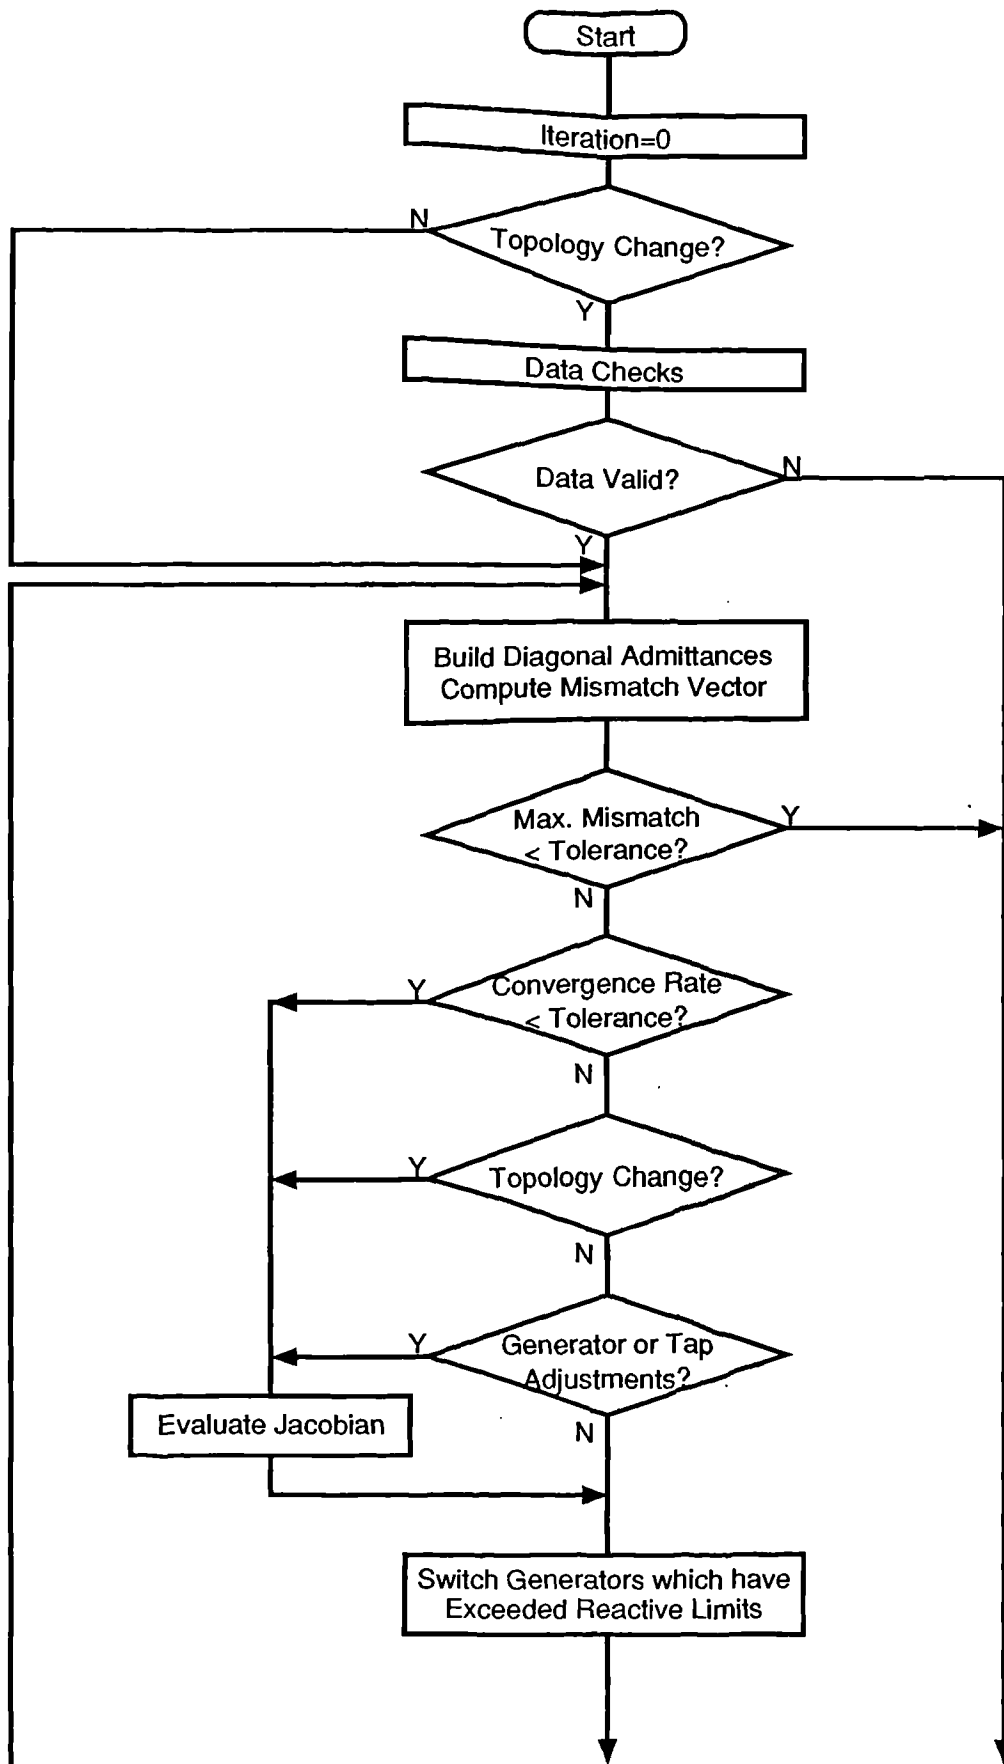 Start
Iteration=0
N
Topology Change?
Y
Data Checks
Data Valid?
N
Y
Build Diagonal Admittances
Compute Mismatch Vector
Max. Mismatch
< Tolerance?
Y
N
Y
Convergence Rate
< Tolerance?
N
Y
Topology Change?
N
Y
Generator or Tap
Adjustments?
N
Evaluate Jacobian
Switch Generators which have
Exceeded Reactive Limits